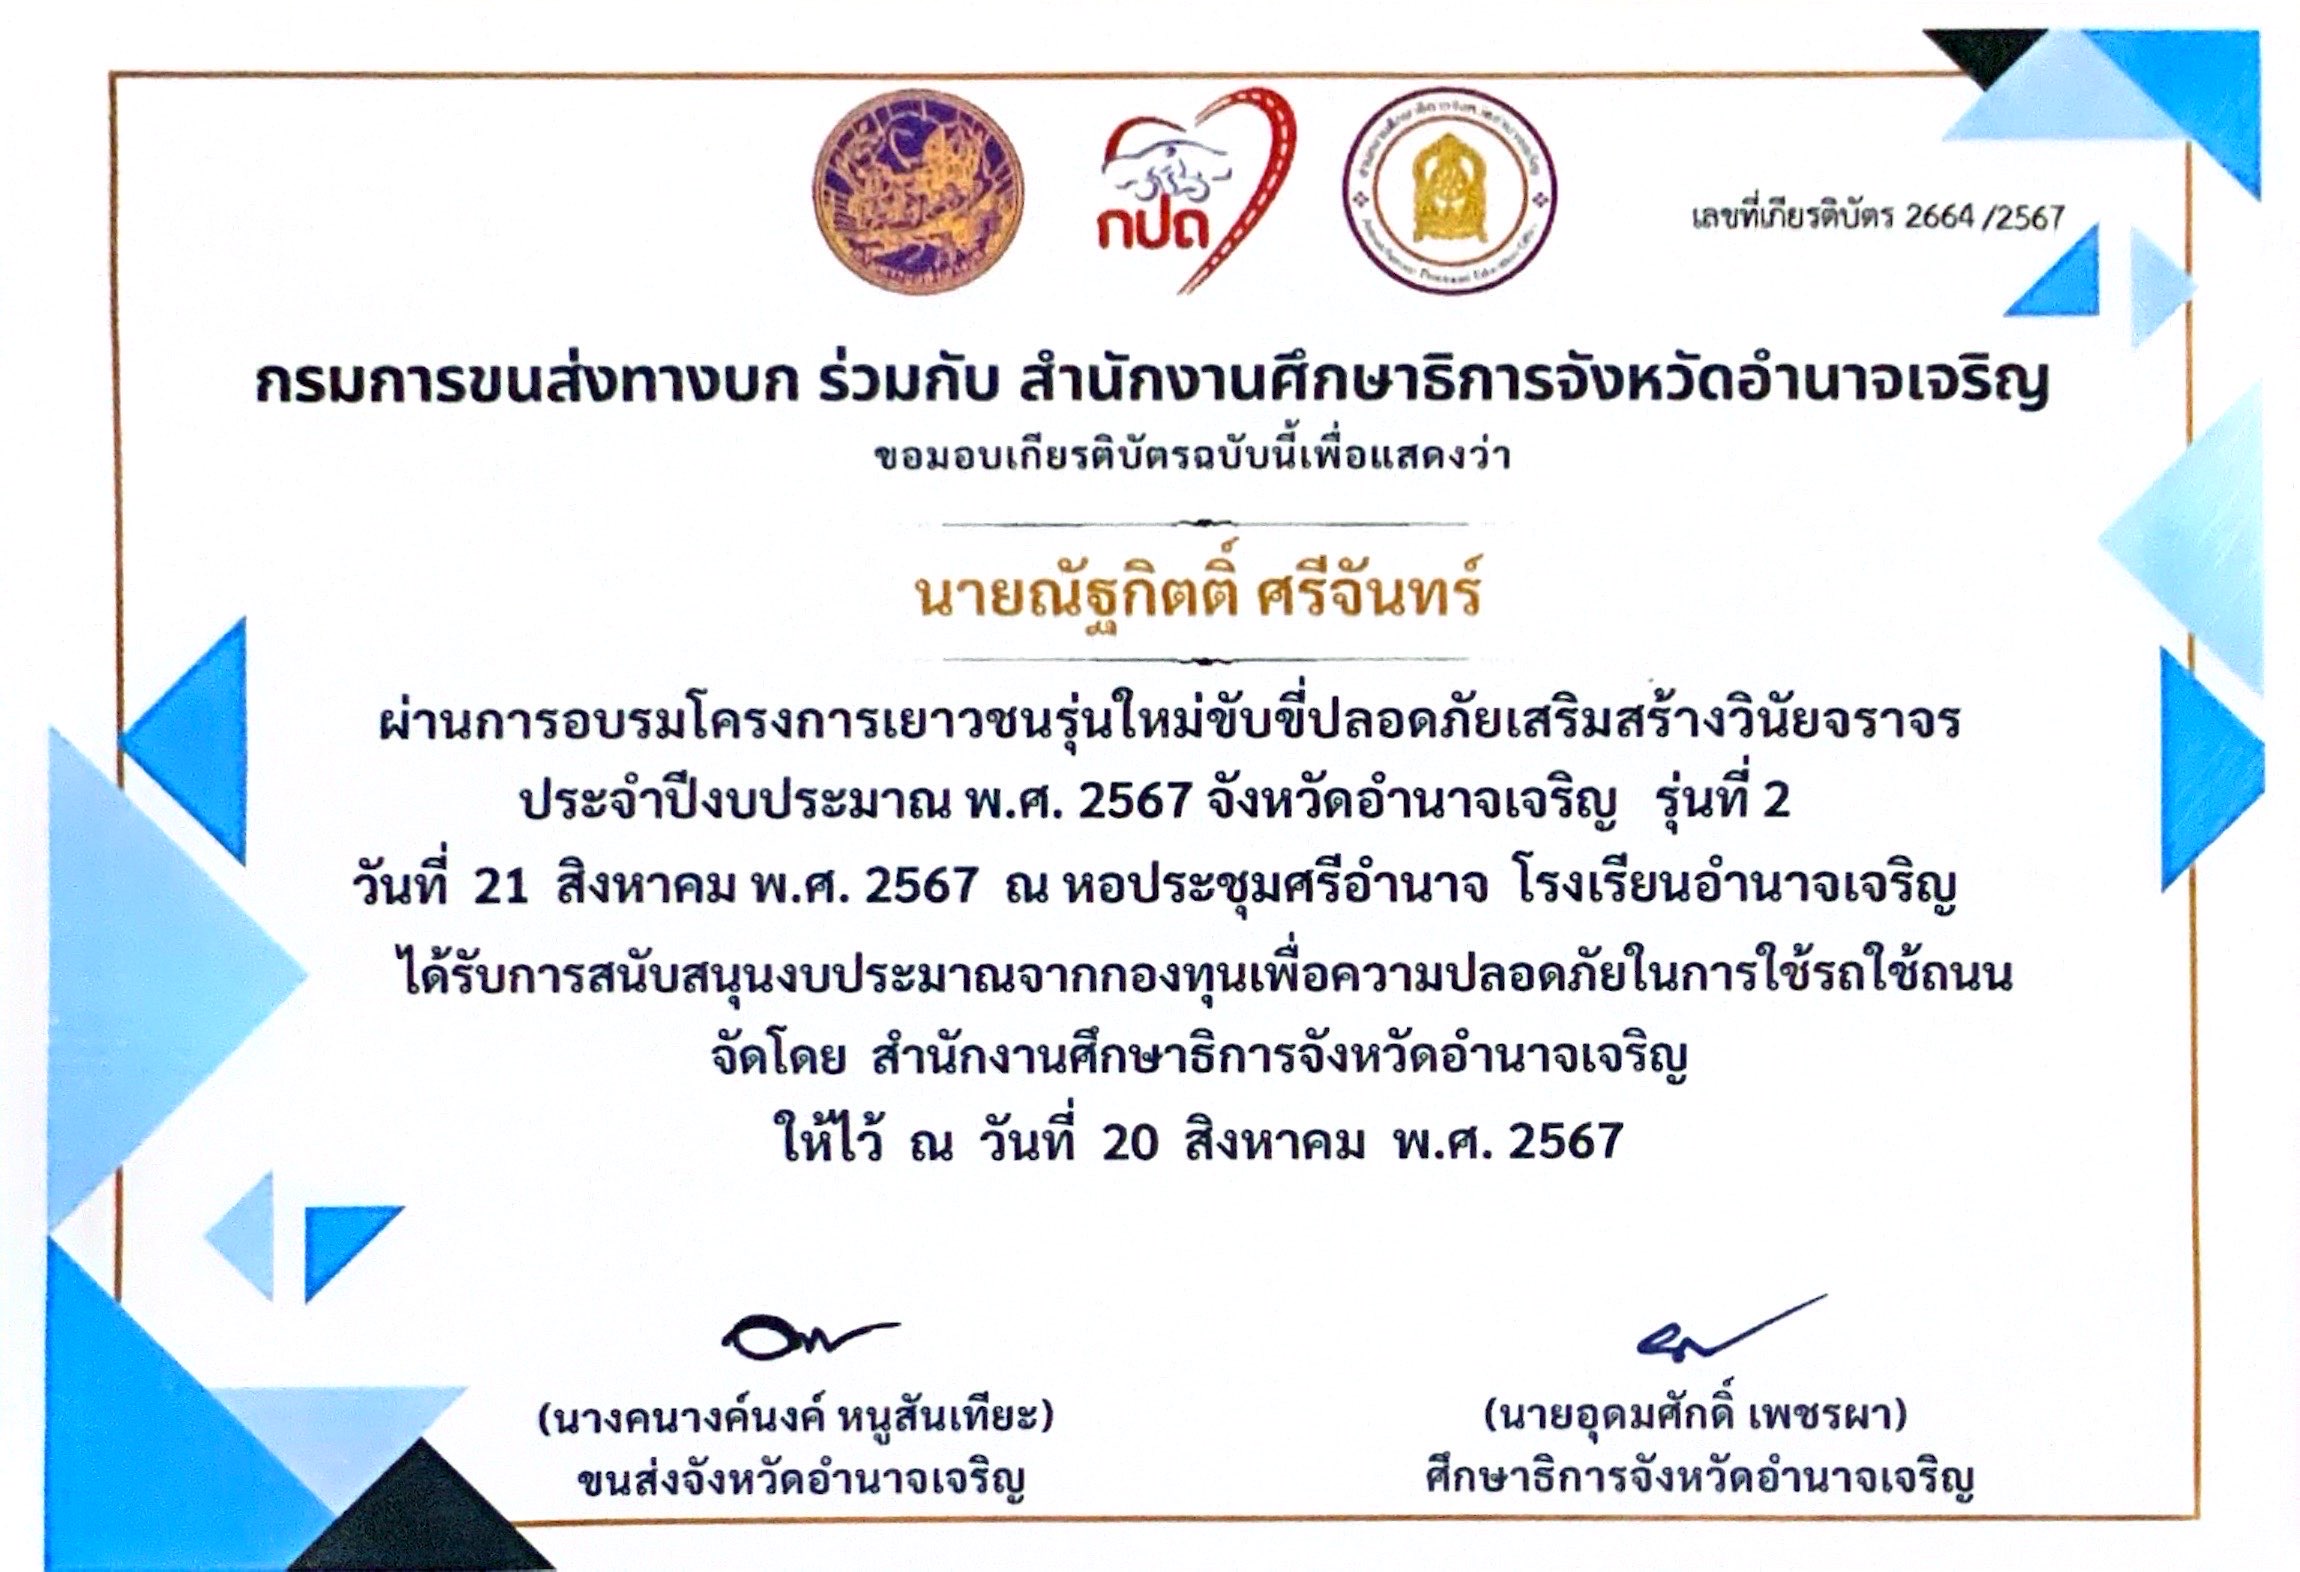 กปถ
เลขที่เกียรติบัตร 2664 /2567
กรมการขนส่งทางบก ร่วมกับ สำนักงานศึกษาธิการจังหวัดอำนาจเจริญ
ขอมอบเกียรติบัตรฉบับนี้เพื่อแสดงว่า
นายณัฐกิตติ์ ศรีจันทร์
ผ่านการอบรมโครงการเยาวชนรุ่นใหม่ขับขี่ปลอดภัยเสริมสร้างวินัยจราจร
ประจำปีงบประมาณ พ.ศ. 2567 จังหวัดอำนาจเจริญ รุ่นที่ 2
วันที่ 21 สิงหาคม พ.ศ. 2567 ณ หอประชุมศรีอำนาจ โรงเรียนอำนาจเจริญ
ได้รับการสนับสนุนงบประมาณจากกองทุนเพื่อความปลอดภัยในการใช้รถใช้ถนน
จัดโดย สำนักงานศึกษาธิการจังหวัดอำนาจเจริญ
ให้ไว้ ณ วันที่ 20 สิงหาคม พ.ศ. 2567
(นางคนางค์นงค์ หนูสันเทียะ)
ขนส่งจังหวัดอำนาจเจริญ
(นายอุดมศักดิ์ เพชรผา)
ศึกษาธิการจังหวัดอำนาจเจริญ